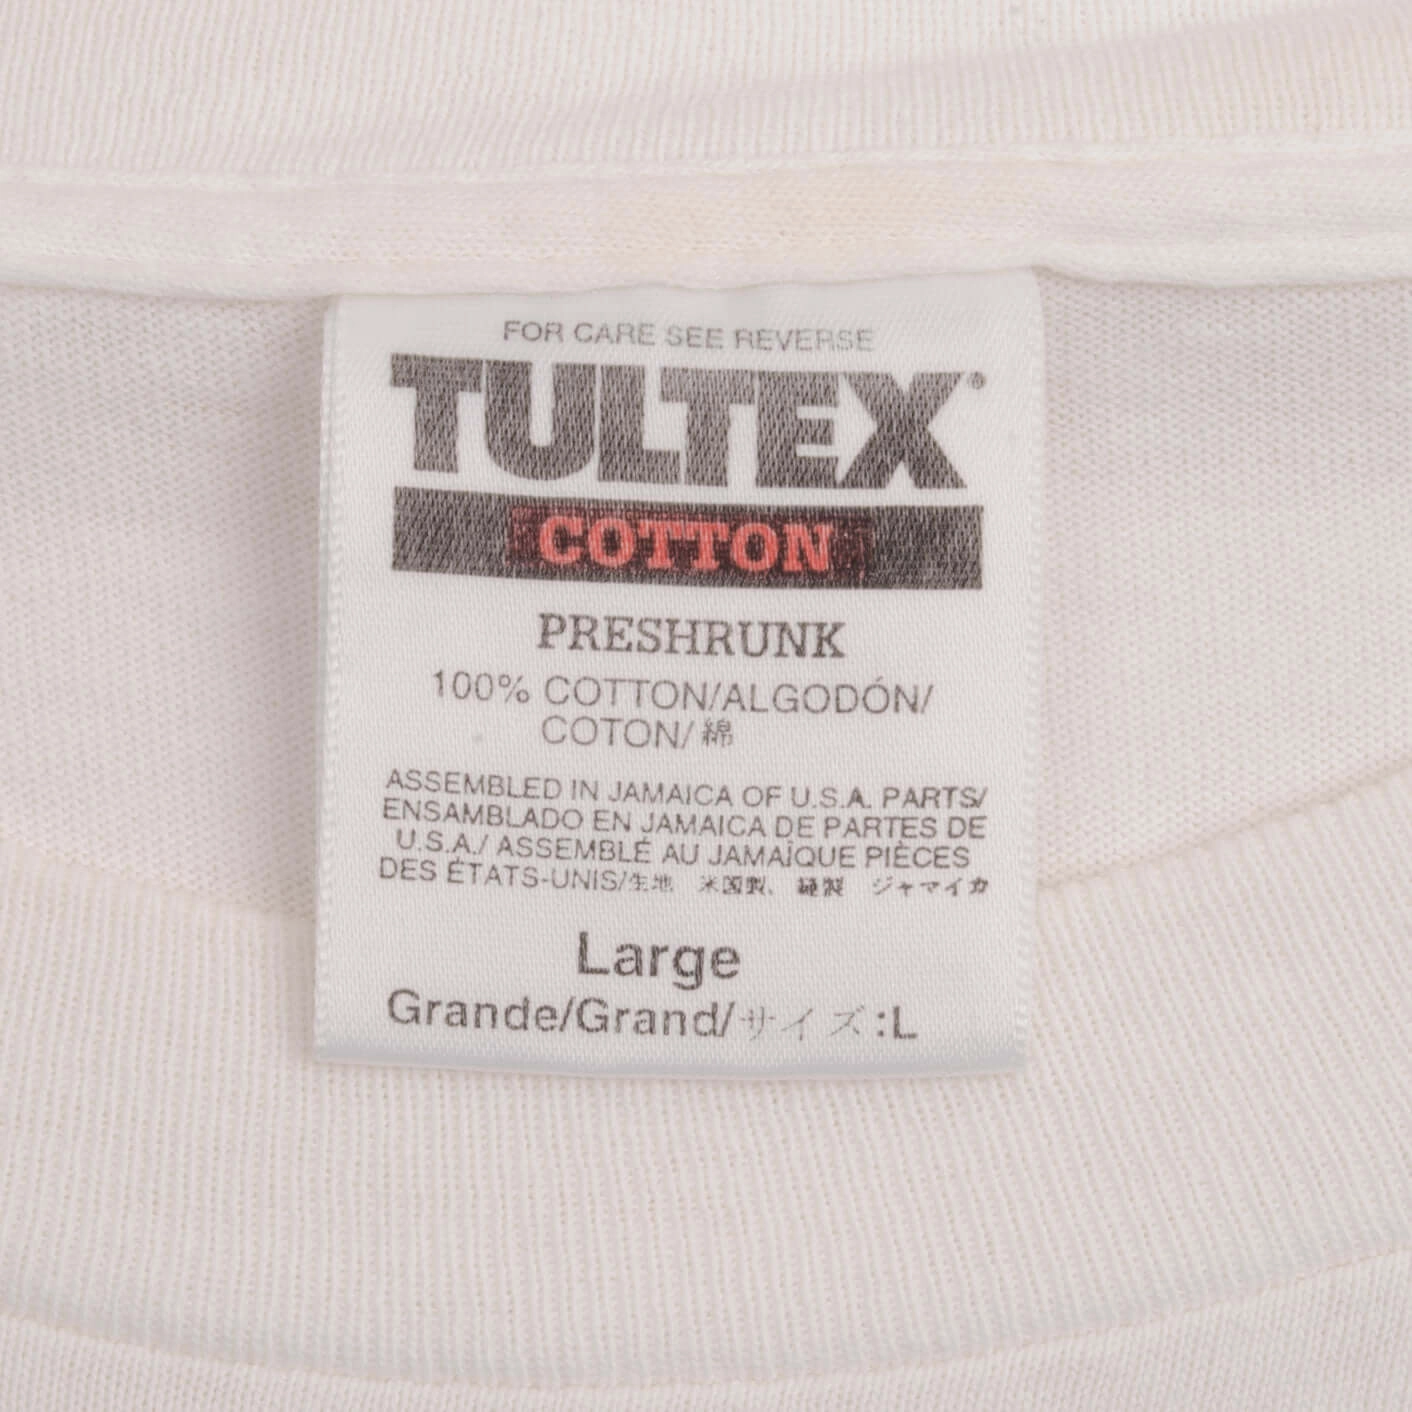 FOR CARE SEE REVERSE
TULTEX®
COTTON
PRESHRUNK
100% COTTON/ALGODÓN/
COTON/綿
ASSEMBLED IN JAMAICA OF U.S.A. PARTS/
ENSAMBLADO EN JAMAICA DE PARTES DE
U.S.A./ ASSEMBLÉ AU JAMAÏQUE PIÈCES
DES ÉTATS-UNIS/生地 米国製、縫製 ジャマイカ
Large
Grande/Grand/サイズ:L